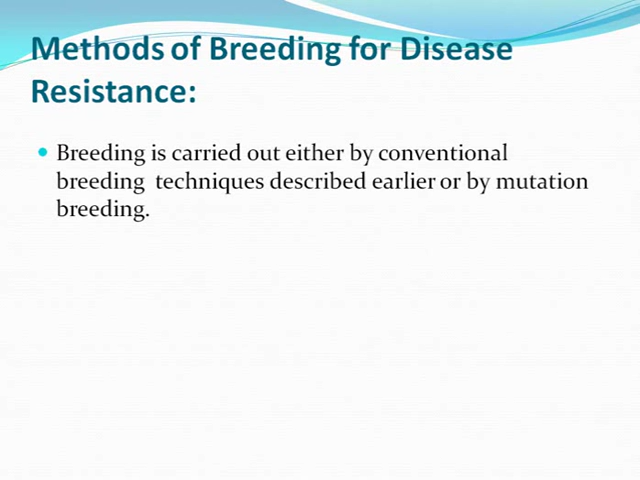 Methods of Breeding for Disease
Resistance:
Breeding is carried out either by conventional
breeding  techniques described earlier or by mutation
breeding.